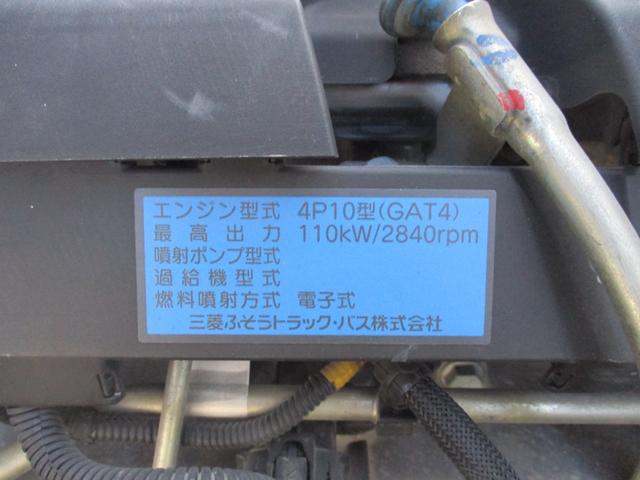 エンジン型式 4P10型(GAT4)
最高出力 110kW/2840rpm
噴射ポンプ型式
過給機型式
燃料噴射方式 電子式
三菱ふそうトラック・バス株式会社